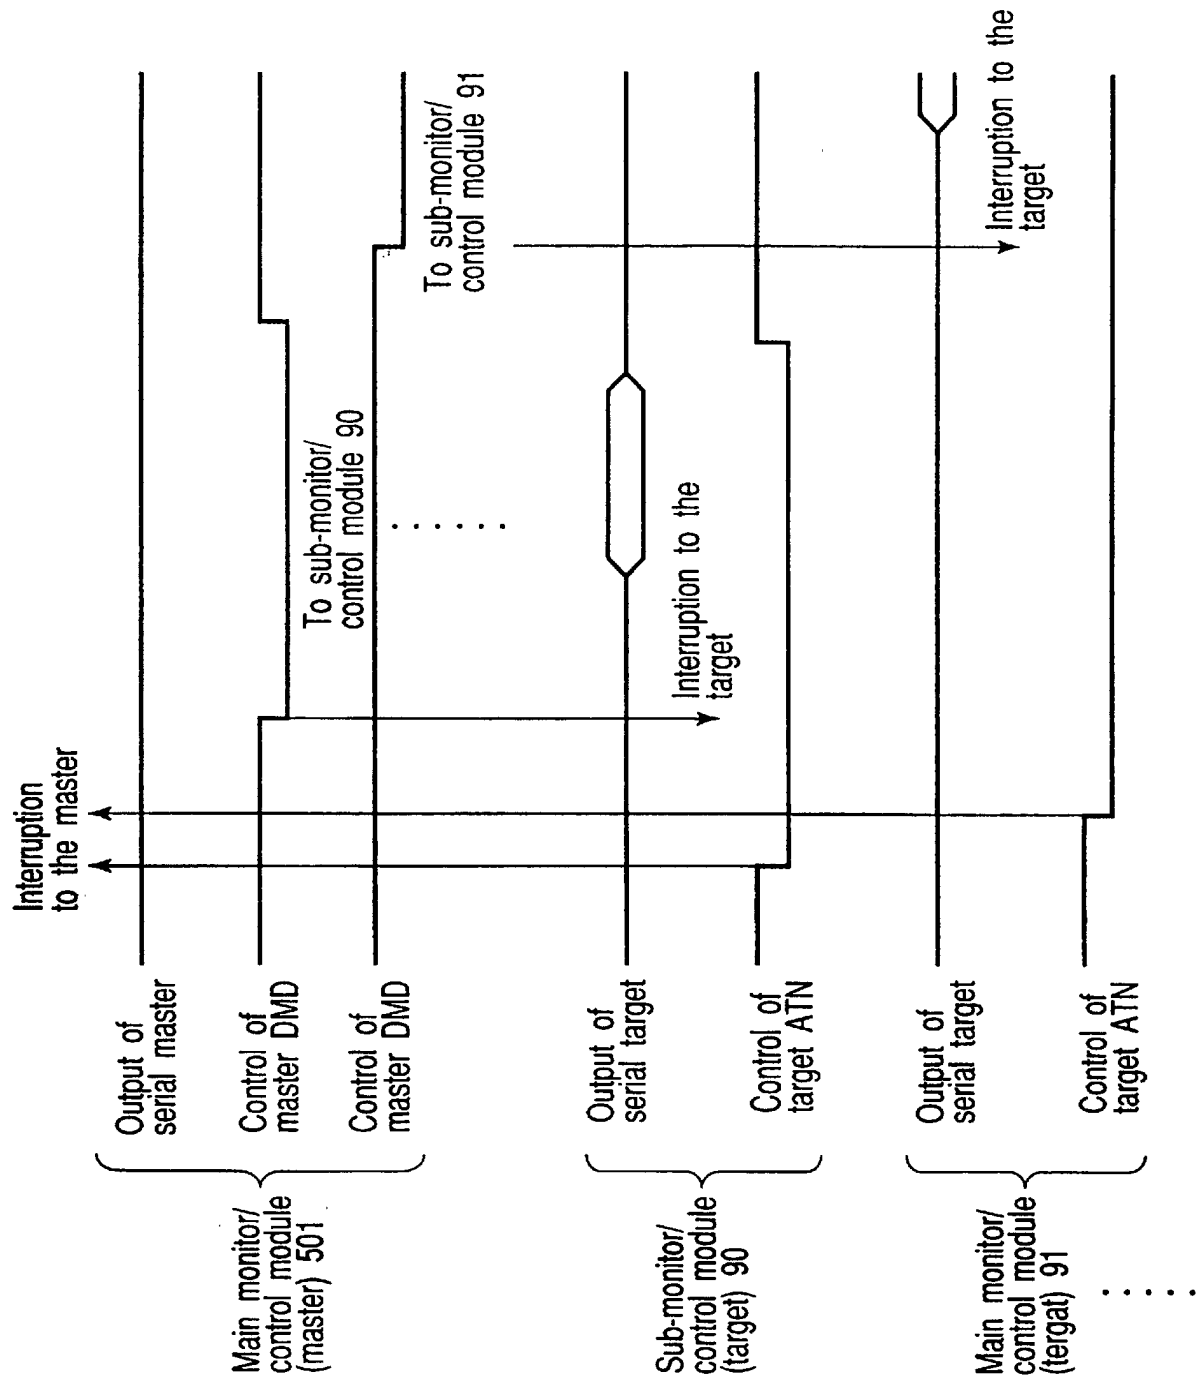 Interruption
to the master
Main monitor/
control module
(master) 501
Output of
serial master
Control of
master DMD
To sub-monitor/
control module 90
Control of
master DMD
......
To sub-monitor/
control module 91
Sub-monitor/
control module
(target) 90
Output of
serial target
Interruption to the
target
Control of
target ATN
Main monitor/
control module
(tergat) 91
Output of
serial target
Interruption to the
target
Control of
target ATN
.....